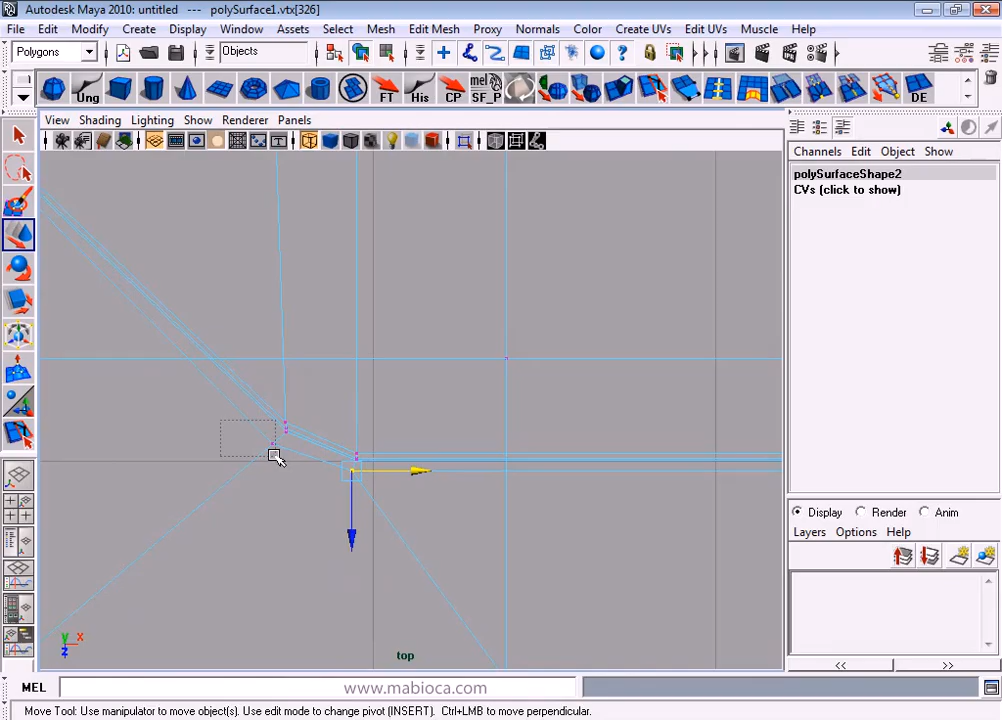 Autodesk Maya 2010: untitled --- polySurface1.vtx[326]
File Edit Modify Create Display Window Assets Select Mesh Edit Mesh Proxy Normals Color Create UVs Edit UVs Muscle Help
Polygons Objects
Ung FT His CP mel SF_P DE
View Shading Lighting Show Renderer Panels
Channels Edit Object Show
polySurfaceShape2
CVs (click to show)
Display Render Anim
Layers Options Help
y x
z
top
<< >>
MEL www.mabioca.com
Move Tool: Use manipulator to move object(s). Use edit mode to change pivot (INSERT). Ctrl+LMB to move perpendicular.